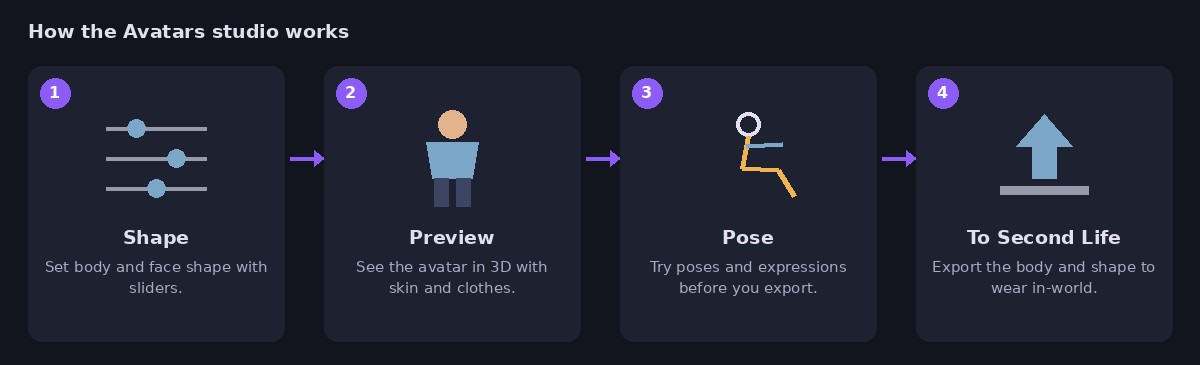 How the Avatars studio works
1
2
3
4
Shape
Set body and face shape with
sliders.
Preview
See the avatar in 3D with
skin and clothes.
Pose
Try poses and expressions
before you export.
To Second Life
Export the body and shape to
wear in-world.